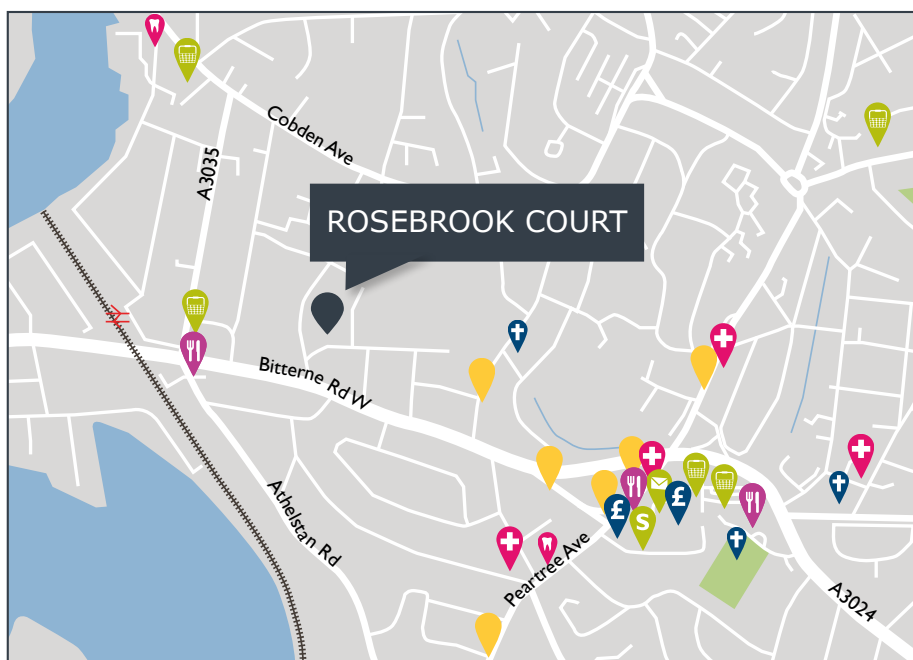 Cobden Ave
A3035
ROSEBROOK COURT
Bitterne Rd W
Athelstan Rd
£
£
S
Peartree Ave
A3024